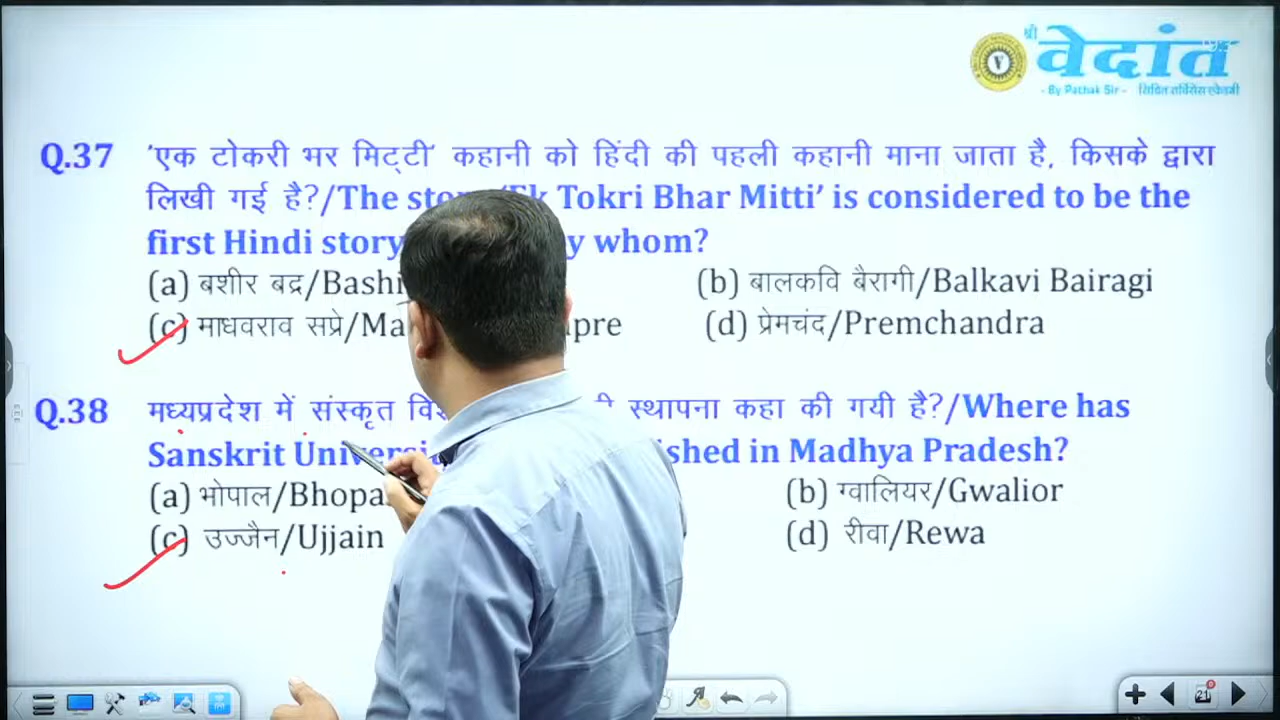 श्री
वेदांत
- By Pathak Sir - सिविल सर्विसेस एकेडमी
V
Q.37 'एक टोकरी भर मिट्टी' कहानी को हिंदी की पहली कहानी माना जाता है, किसके द्वारा
लिखी गई है?/The Tokri Bhar Mitti' is considered to be the
first Hindi story whom?
(a) बशीर बद्र/Bashi (b) बालकवि बैरागी/Balkavi Bairagi
(c) माधवराव सप्रे/Ma pre (d) प्रेमचंद/Premchandra
Q.38 मध्यप्रदेश में संस्कृत स्थापना कहा की गयी है?/Where has
Sanskrit in Madhya Pradesh?
(a) भोपाल/Bhopa (b) ग्वालियर/Gwalior
(c) उज्जैन/Ujjain (d) रीवा/Rewa
21